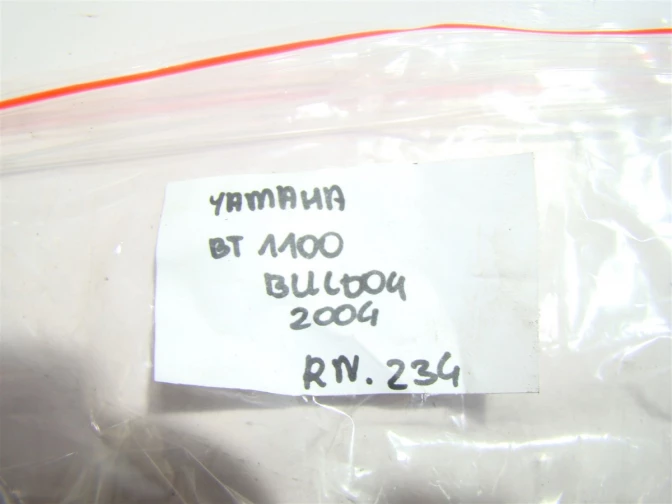 YAMAHA
BT 1100
BULDOG
2004
RN. 234